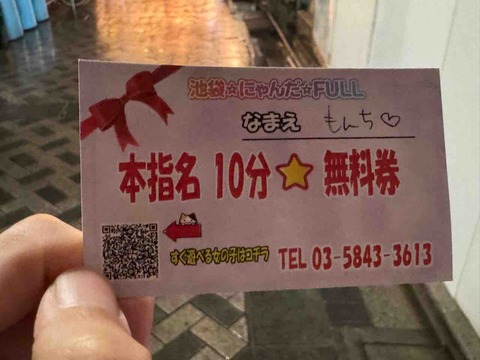 池袋☆にゃんだ☆FULL
なまえ もんち♡
本指名 10分⭐無料券
すぐ遊べる女の子はコチラ
TEL 03-5843-3613